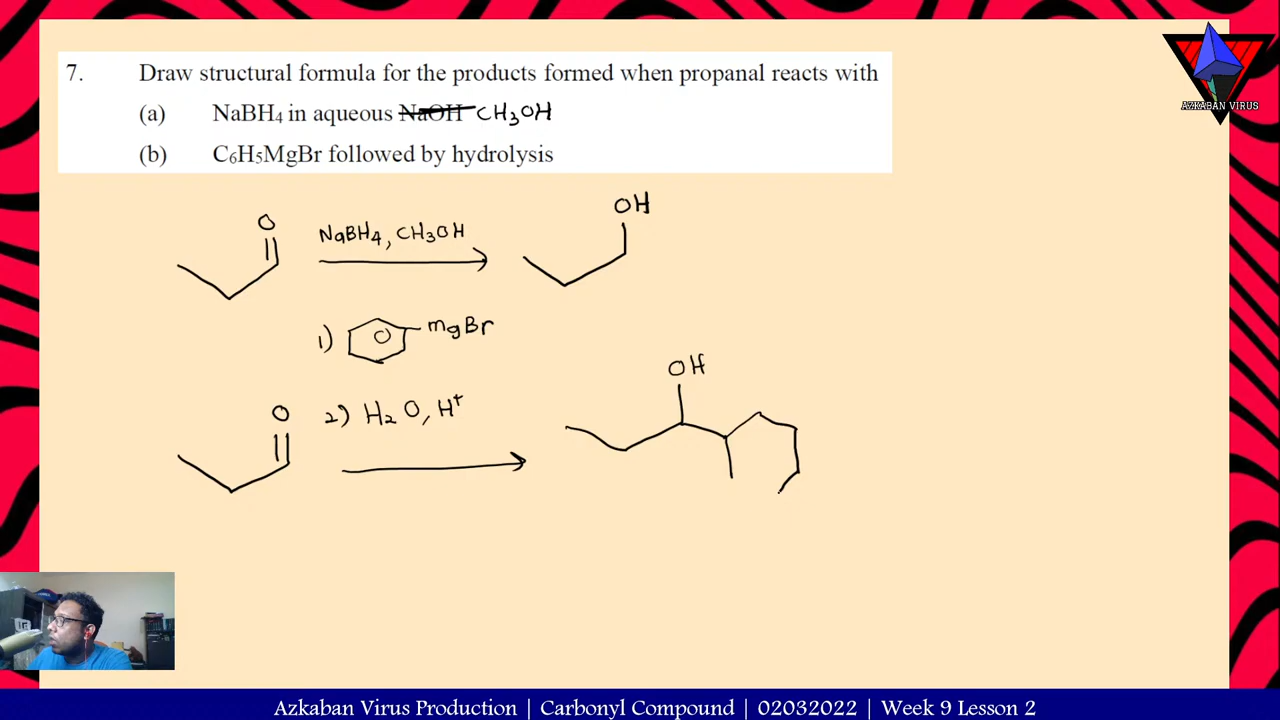 7. Draw structural formula for the products formed when propanal reacts with
(a) NaBH4 in aqueous NaOH CH3OH
(b) C6H5MgBr followed by hydrolysis
AZKABAN VIRUS
OH
O
NaBH4, CH3OH
1) MgBr
OH
O
2) H2O, H+
Azkaban Virus Production | Carbonyl Compound | 02032022 | Week 9 Lesson 2